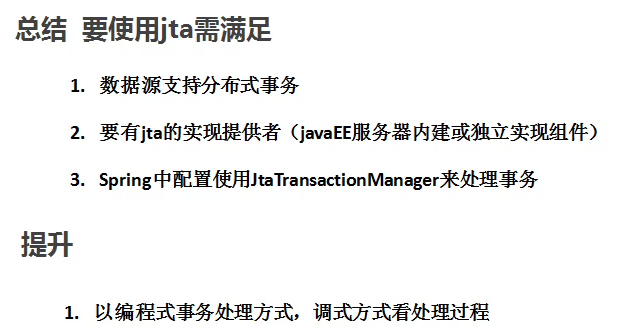 总结 要使用jta需满足
1. 数据源支持分布式事务
2. 要有jta的实现提供者（javaEE服务器内建或独立实现组件）
3. Spring中配置使用JtaTransactionManager来处理事务
提升
1. 以编程式事务处理方式，调式方式看处理过程